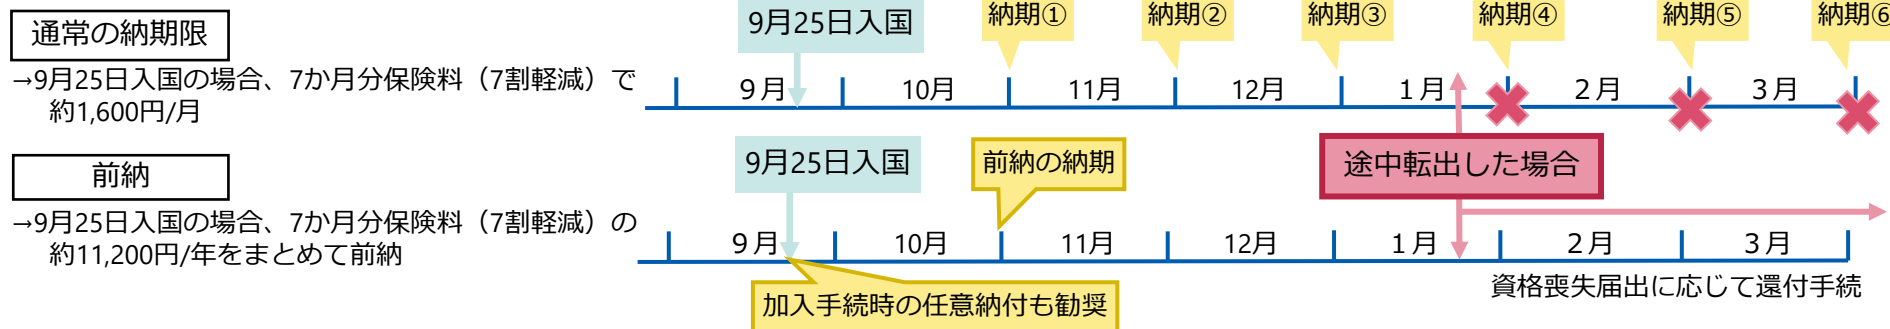 通常の納期限
→9月25日入国の場合、7か月分保険料（7割軽減）で
約1,600円/月
9月25日入国
納期①
納期②
納期③
納期④
納期⑤
納期⑥
9月
10月
11月
12月
1月
2月
3月
前納
→9月25日入国の場合、7か月分保険料（7割軽減）の
約11,200円/年をまとめて前納
9月25日入国
前納の納期
途中転出した場合
9月
10月
11月
12月
1月
2月
3月
加入手続時の任意納付も勧奨
資格喪失届出に応じて還付手続